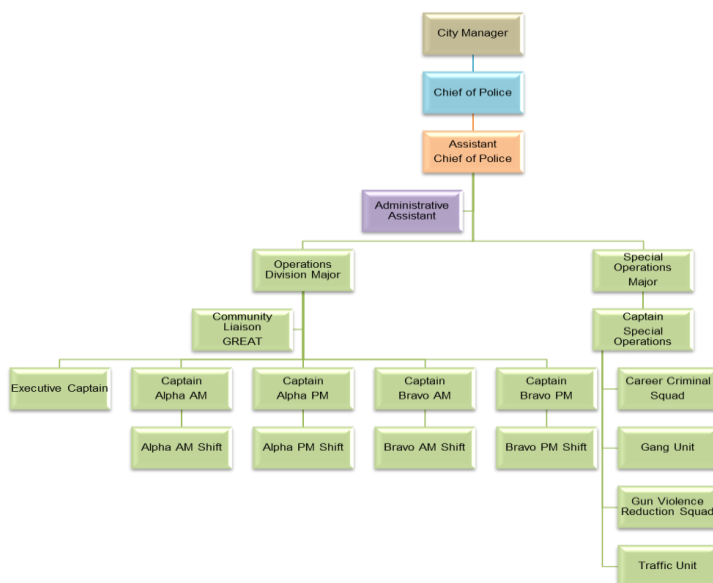 City Manager
Chief of Police
Assistant
Chief of Police
Administrative
Assistant
Operations
Division Major
Special
Operations
Major
Community
Liaison
GREAT
Captain
Special
Operations
Executive Captain
Captain
Alpha AM
Captain
Alpha PM
Captain
Bravo AM
Captain
Bravo PM
Career Criminal
Squad
Alpha AM Shift
Alpha PM Shift
Bravo AM Shift
Bravo PM Shift
Gang Unit
Gun Violence
Reduction Squad
Traffic Unit